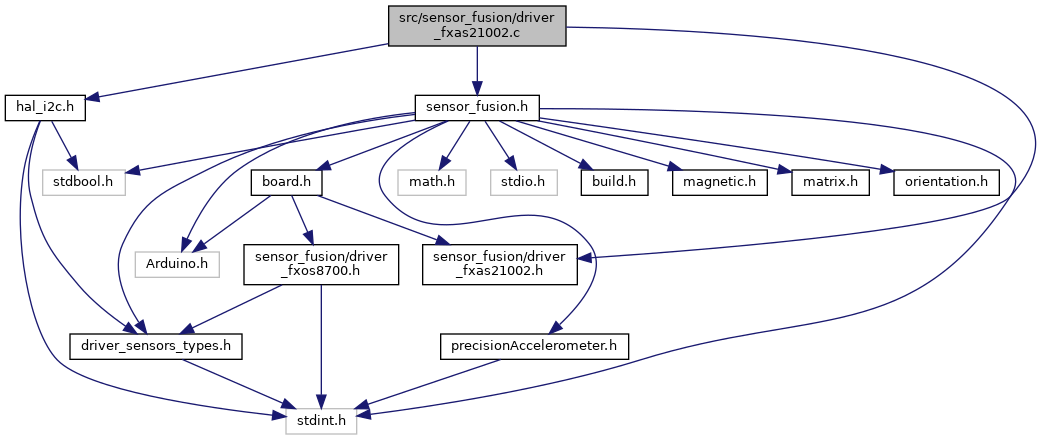 src/sensor_fusion/driver
_fxas21002.c
hal_i2c.h
sensor_fusion.h
stdbool.h
board.h
math.h
stdio.h
build.h
magnetic.h
matrix.h
orientation.h
Arduino.h
sensor_fusion/driver
_fxos8700.h
sensor_fusion/driver
_fxas21002.h
driver_sensors_types.h
precisionAccelerometer.h
stdint.h